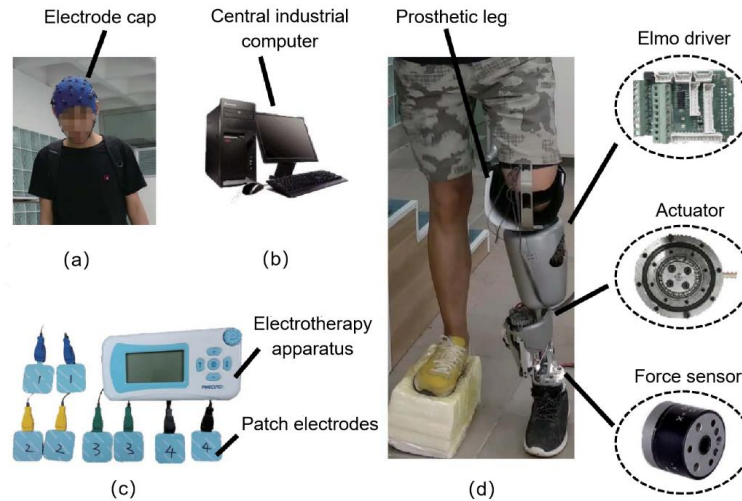 Electrode cap
Central industrial
computer
Prosthetic leg
Elmo driver
(a)
(b)
Actuator
Electrotherapy
apparatus
Force sensor
1 1
Patch electrodes
2 2 3 3 4 4
(c)
(d)